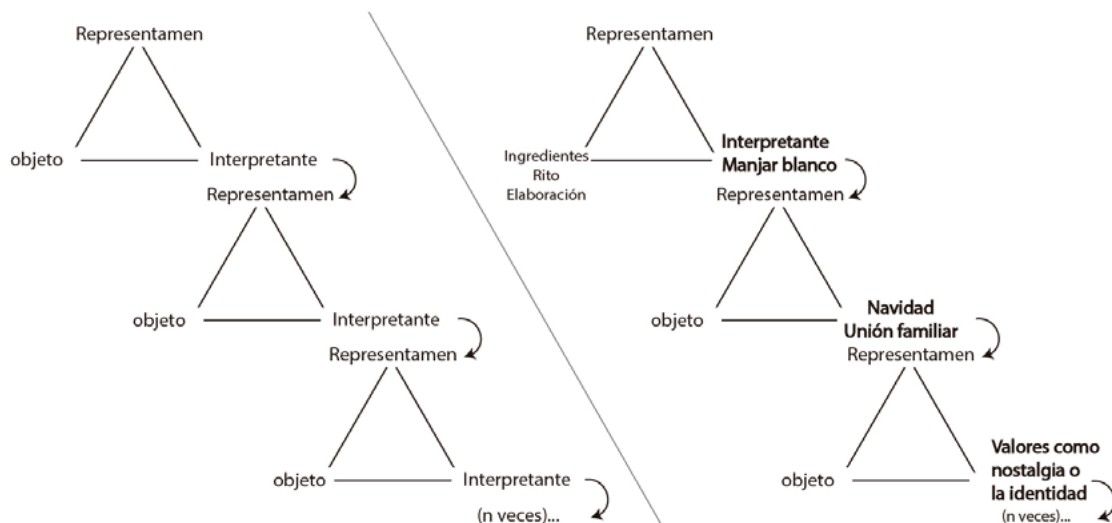 Representamen
objeto
Interpretante
Representamen
objeto
Interpretante
Representamen
objeto
Interpretante
(n veces)...
Representamen
Ingredientes
Rito
Elaboración
Interpretante
Manjar blanco
Representamen
objeto
Navidad
Unión familiar
Representamen
objeto
Valores como
nostalgia o
la identidad
(n veces)...